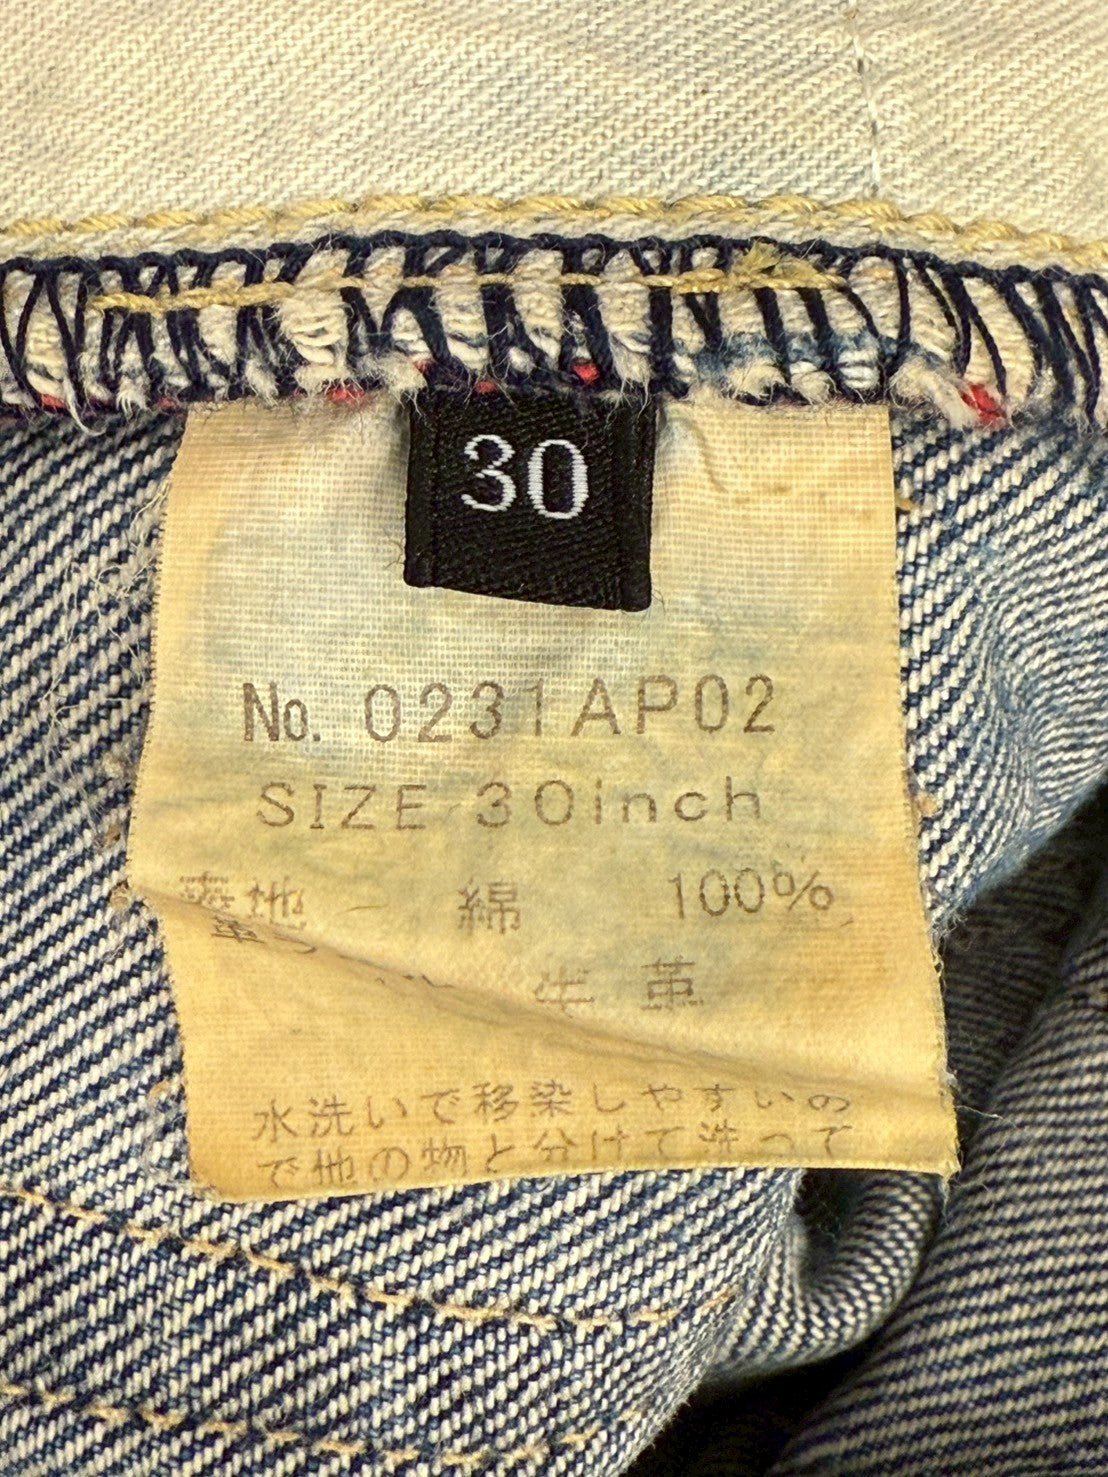 30
No. 0231AP02
SIZE 30inch
地 綿 100%
牛革
水洗いで移染しやすいの
で他の物と分けて洗って